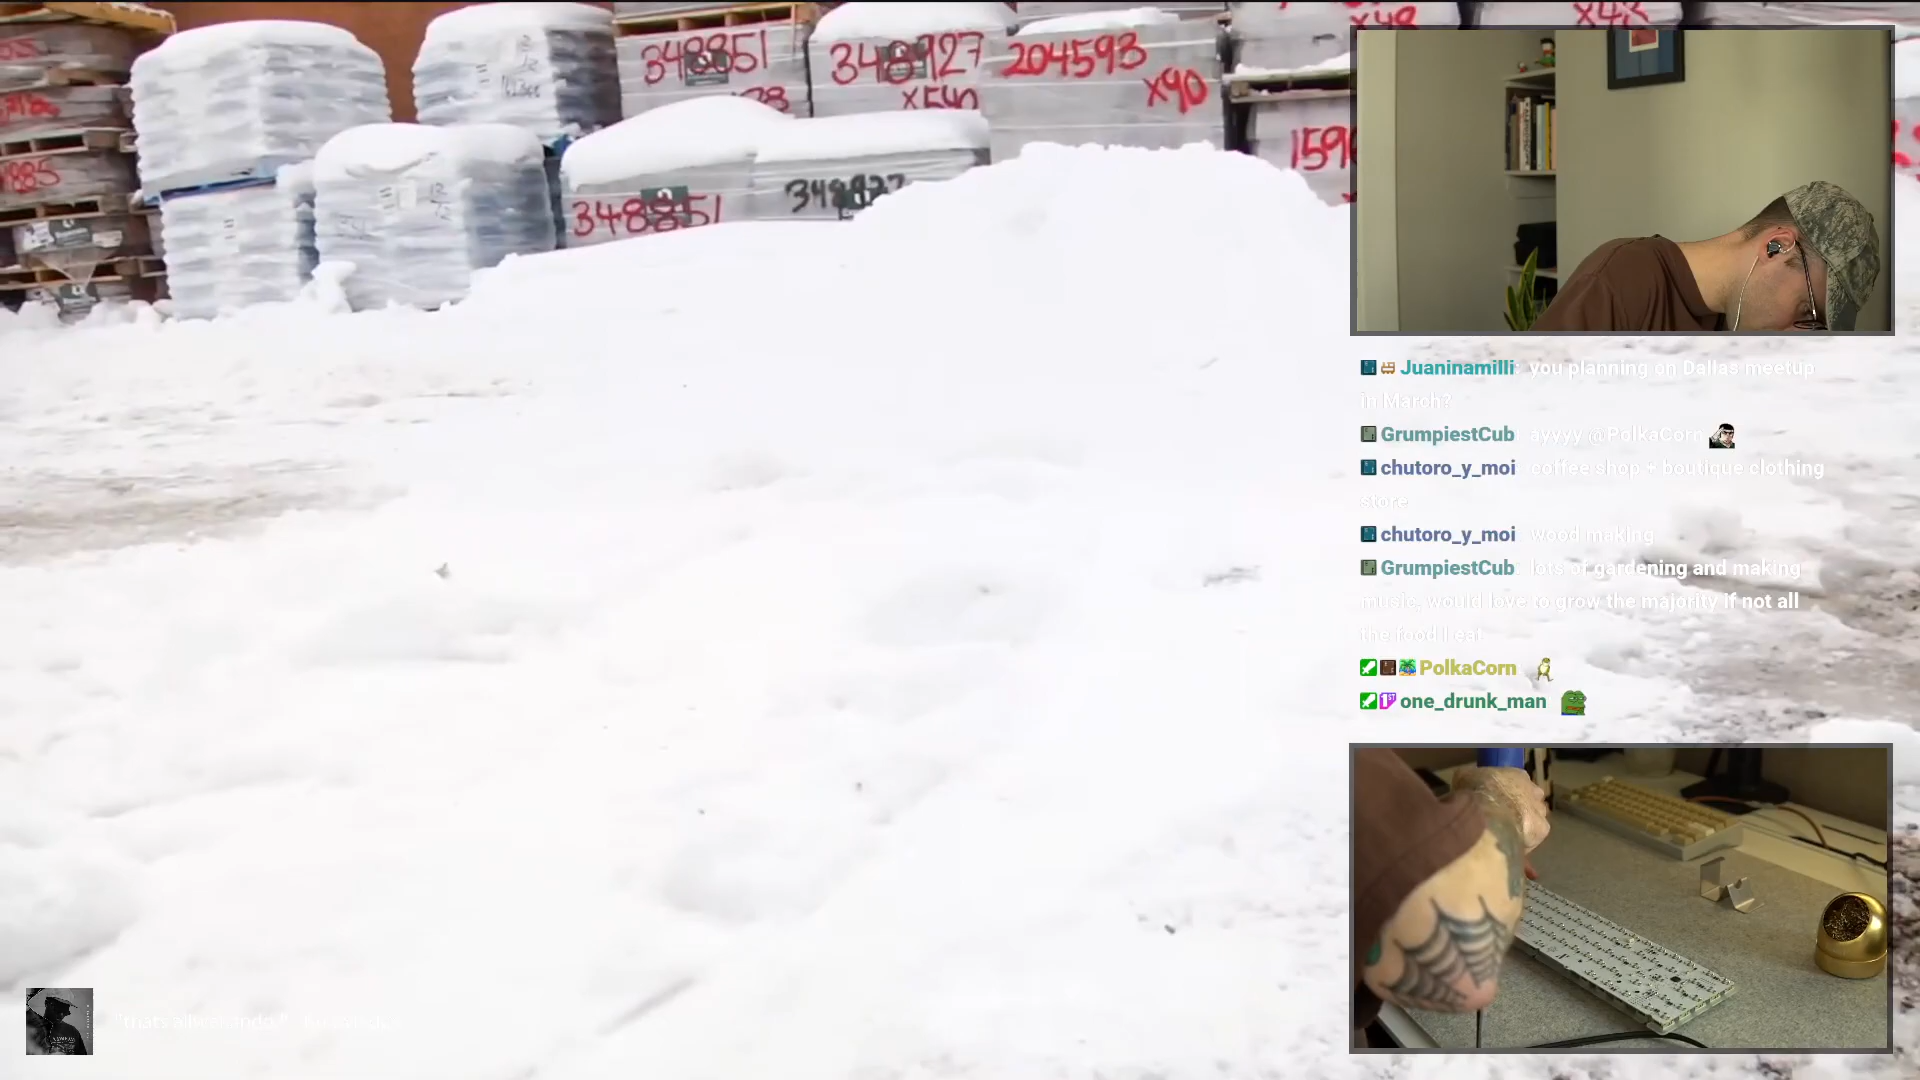 348851
348927
X540
204593
X90
X48
885
348851
348927
Juaninamilli: you planning on Dallas meetup
in March?
GrumpiestCub: ayyyy @PolkaCorn
chutoro_y_moi: coffee shop + boutique clothing
store
chutoro_y_moi: wood making
GrumpiestCub: lots of gardening and making
music, would love to grow the majority if not all
the food I eat
PolkaCorn
one_drunk_man